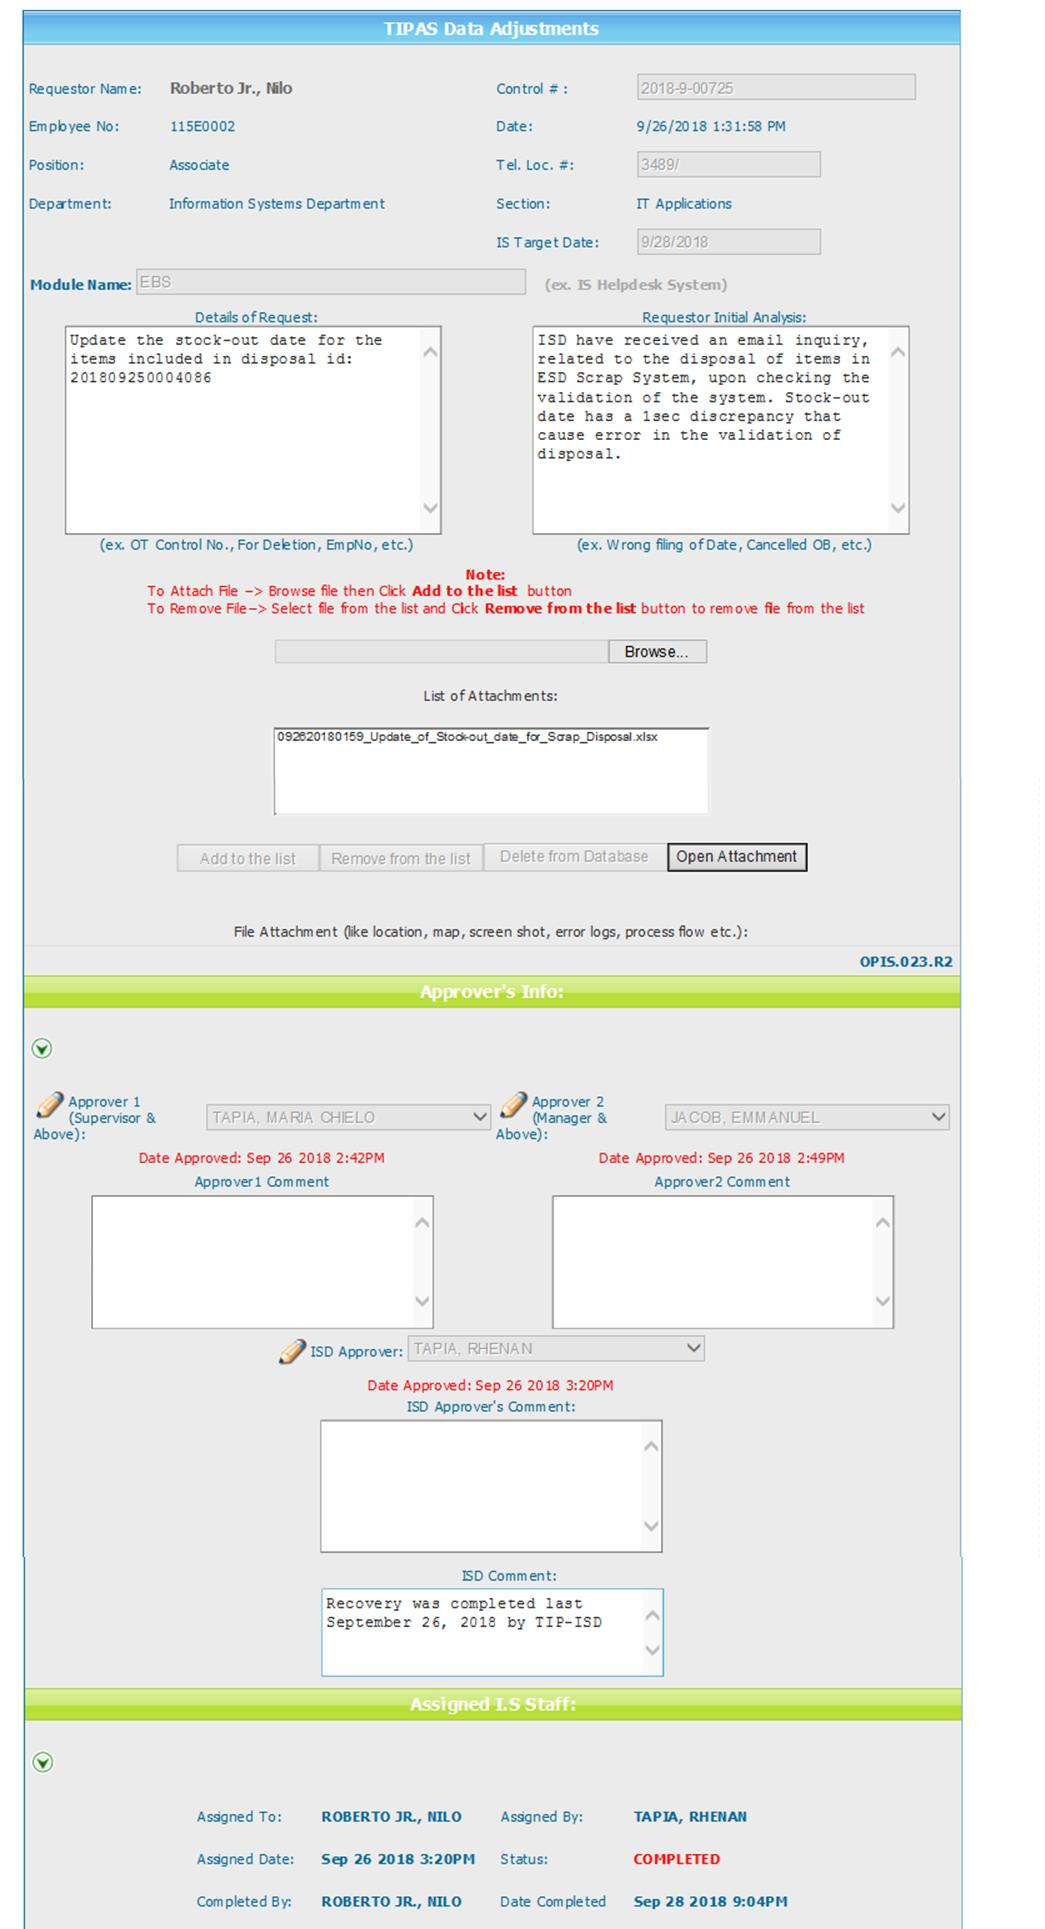 TIPAS Data Adjustments
Requestor Name: Roberto Jr., Nilo Control # : 2018-9-00725
Employee No: 115E0002 Date: 9/26/2018 1:31:58 PM
Position: Associate Tel. Loc. #: 3489/
Department: Information Systems Department Section: IT Applications
IS Target Date: 9/28/2018
Module Name: EBS (ex. IS Helpdesk System)
Details of Request:
Update the stock-out date for the
items included in disposal id:
201809250004086
(ex. OT Control No., For Deletion, EmpNo, etc.)
Requestor Initial Analysis:
ISD have received an email inquiry,
related to the disposal of items in
ESD Scrap System, upon checking the
validation of the system. Stock-out
date has a 1sec discrepancy that
cause error in the validation of
disposal.
(ex. Wrong filing of Date, Cancelled OB, etc.)
Note:
To Attach File -> Browse file then Click Add to the list button
To Remove File-> Select file from the list and Click Remove from the list button to remove file from the list
Browse...
List of Attachments:
092620180159_Update_of_Stock-out_date_for_Scrap_Disposal.xlsx
Add to the list Remove from the list Delete from Database Open Attachment
File Attachment (like location, map, screen shot, error logs, process flow etc.):
OPIS.023.R2
Approver's Info:
Approver 1
(Supervisor &
Above):
TAPIA, MARIA CHIELO
Approver 2
(Manager &
Above):
JACOB, EMMANUEL
Date Approved: Sep 26 2018 2:42PM Date Approved: Sep 26 2018 2:49PM
Approver1 Comment Approver2 Comment
ISD Approver: TAPIA, RHENAN
Date Approved: Sep 26 2018 3:20PM
ISD Approver's Comment:
ISD Comment:
Recovery was completed last
September 26, 2018 by TIP-ISD
Assigned I.S Staff:
Assigned To: ROBERTO JR., NILO Assigned By: TAPIA, RHENAN
Assigned Date: Sep 26 2018 3:20PM Status: COMPLETED
Completed By: ROBERTO JR., NILO Date Completed Sep 28 2018 9:04PM